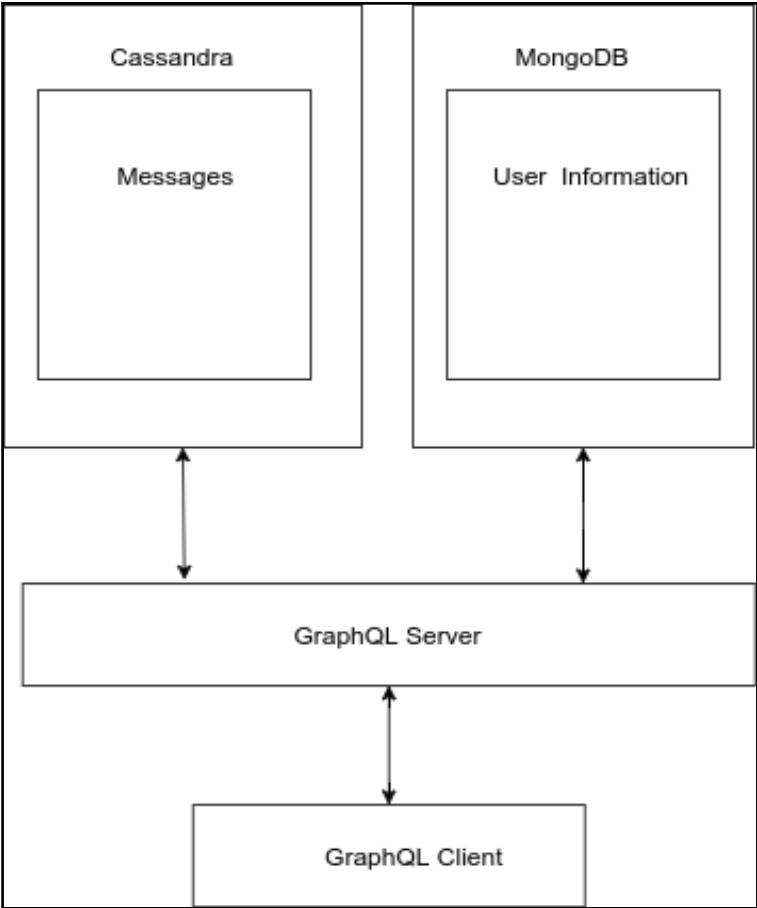 Cassandra
MongoDB
Messages
User Information
GraphQL Server
GraphQL Client